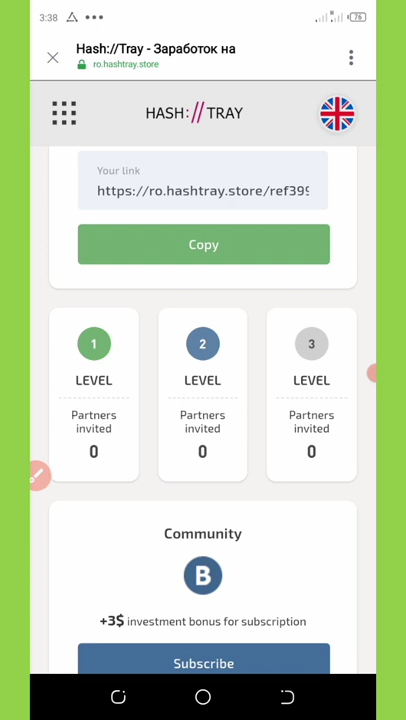 3:38
76
Hash://Tray - Заработок на
ro.hashtray.store
HASH://TRAY
Your link
https://ro.hashtray.store/ref399
Copy
1
2
3
LEVEL
LEVEL
LEVEL
Partners invited
Partners invited
Partners invited
0
0
0
Community
B
+3$ investment bonus for subscription
Subscribe